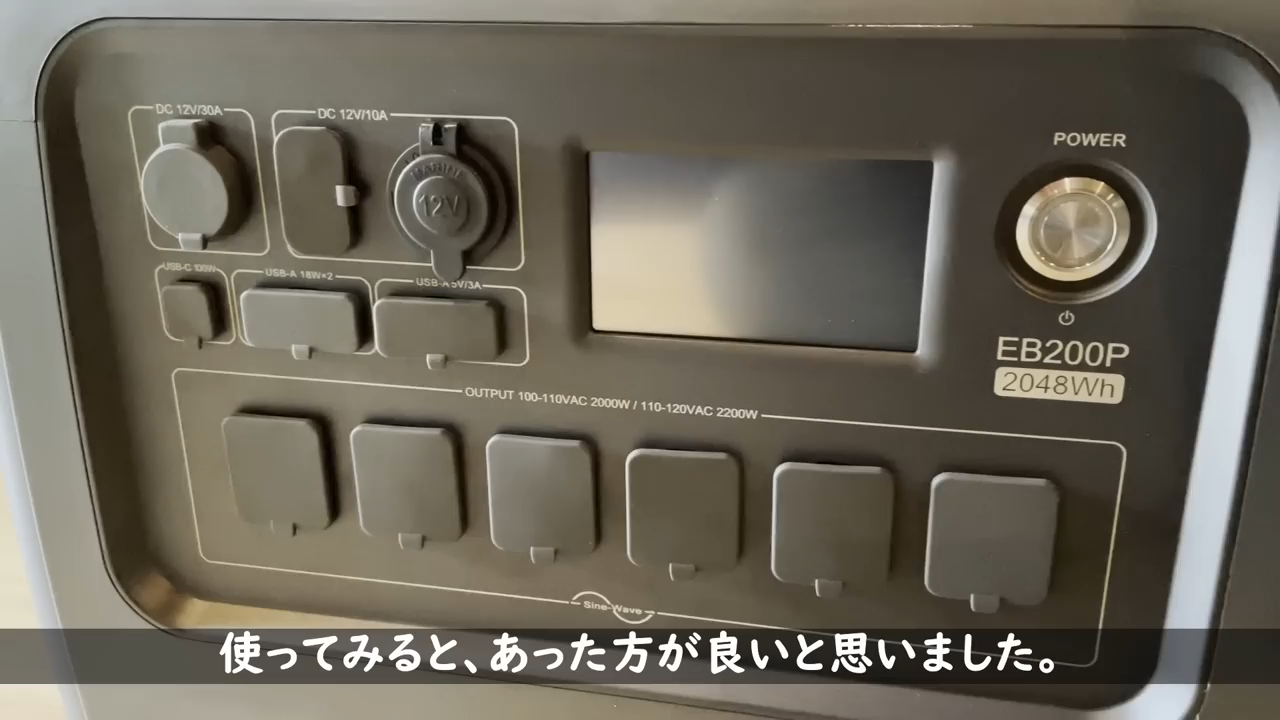 DC 12V/30A
DC 12V/10A
MARINE
12V
USB-C 100W
USB-A 18W×2
USB-A 5V/3A
POWER
EB200P
2048Wh
OUTPUT 100-110VAC 2000W / 110-120VAC 2200W
Sine-Wave
使ってみると、あった方が良いと思いました。